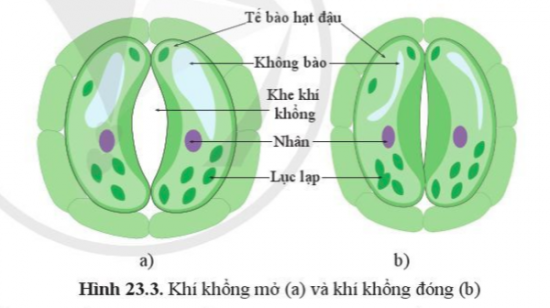 Tế bào hạt đậu
Không bào
Khe khí
khổng
Nhân
Lục lạp
a)
b)
Hình 23.3. Khí khổng mở (a) và khí khổng đóng (b)